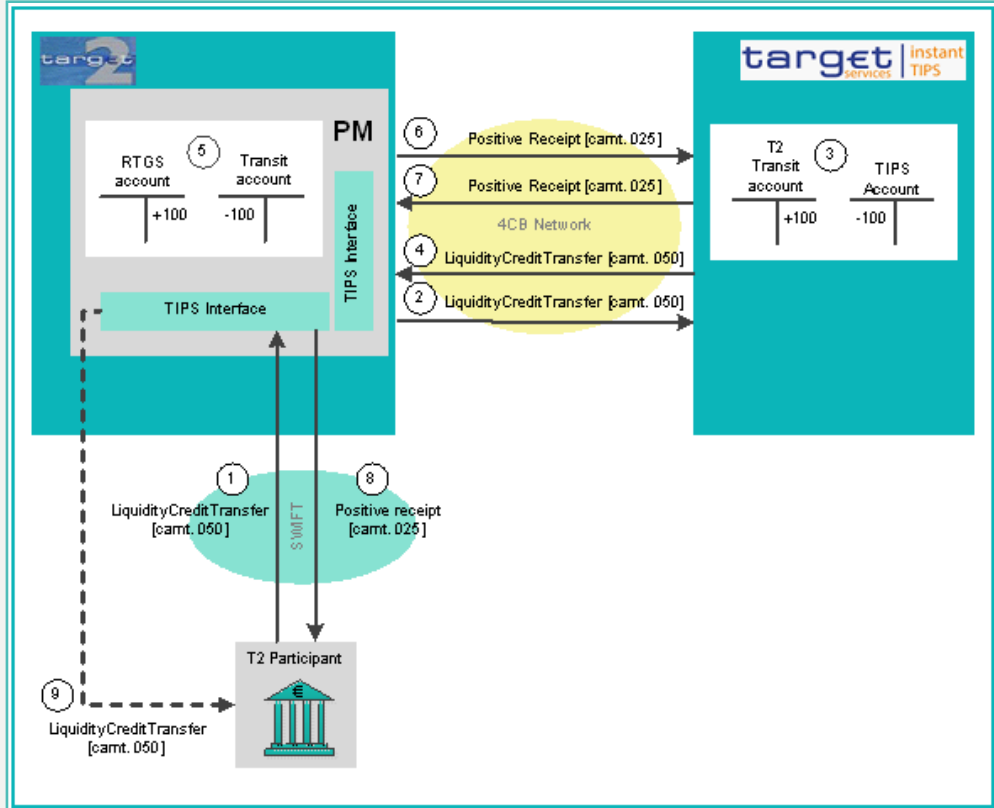 target
2
target
services
instant
TIPS
PM
RTGS
account
5
Transit
account
+100
-100
TIPS Interface
TIPS Interface
6
Positive Receipt [camt. 025]
7
Positive Receipt [camt. 025]
4CB Network
4
LiquidityCreditTransfer [camt. 050]
2
LiquidityCreditTransfer [camt. 050]
T2
Transit
account
3
TIPS
Account
+100
-100
1
LiquidityCreditTransfer
[camt. 050]
SWIFT
8
Positive receipt
[camt. 025]
T2 Participant
€
9
LiquidityCreditTransfer
[camt. 050]